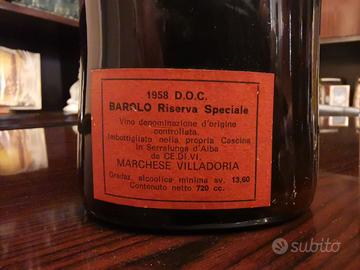 1958 D.O.C.
BAROLO Riserva Speciale
Vino denominazione d'origine
controllata.
Imbottigliato nella propria Cascina
in Serralunga d'Alba
da CE.DI.VI.
MARCHESE VILLADORIA
Gradaz. alcoolica minima sv. 13,60
Contenuto netto 720 cc.
subito